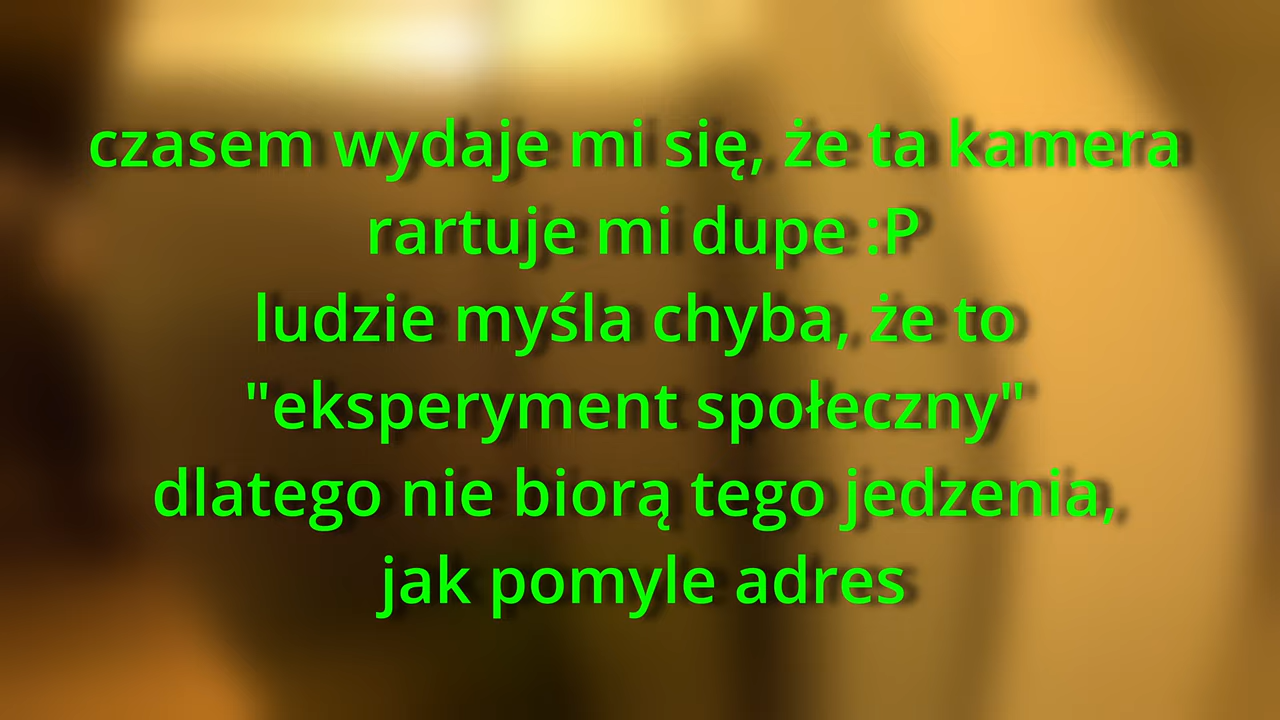 czasem wydaje mi się, że ta kamera
rartuje mi dupe :P
ludzie myśla chyba, że to
"eksperyment społeczny"
dlatego nie biorą tego jedzenia,
jak pomyle adres